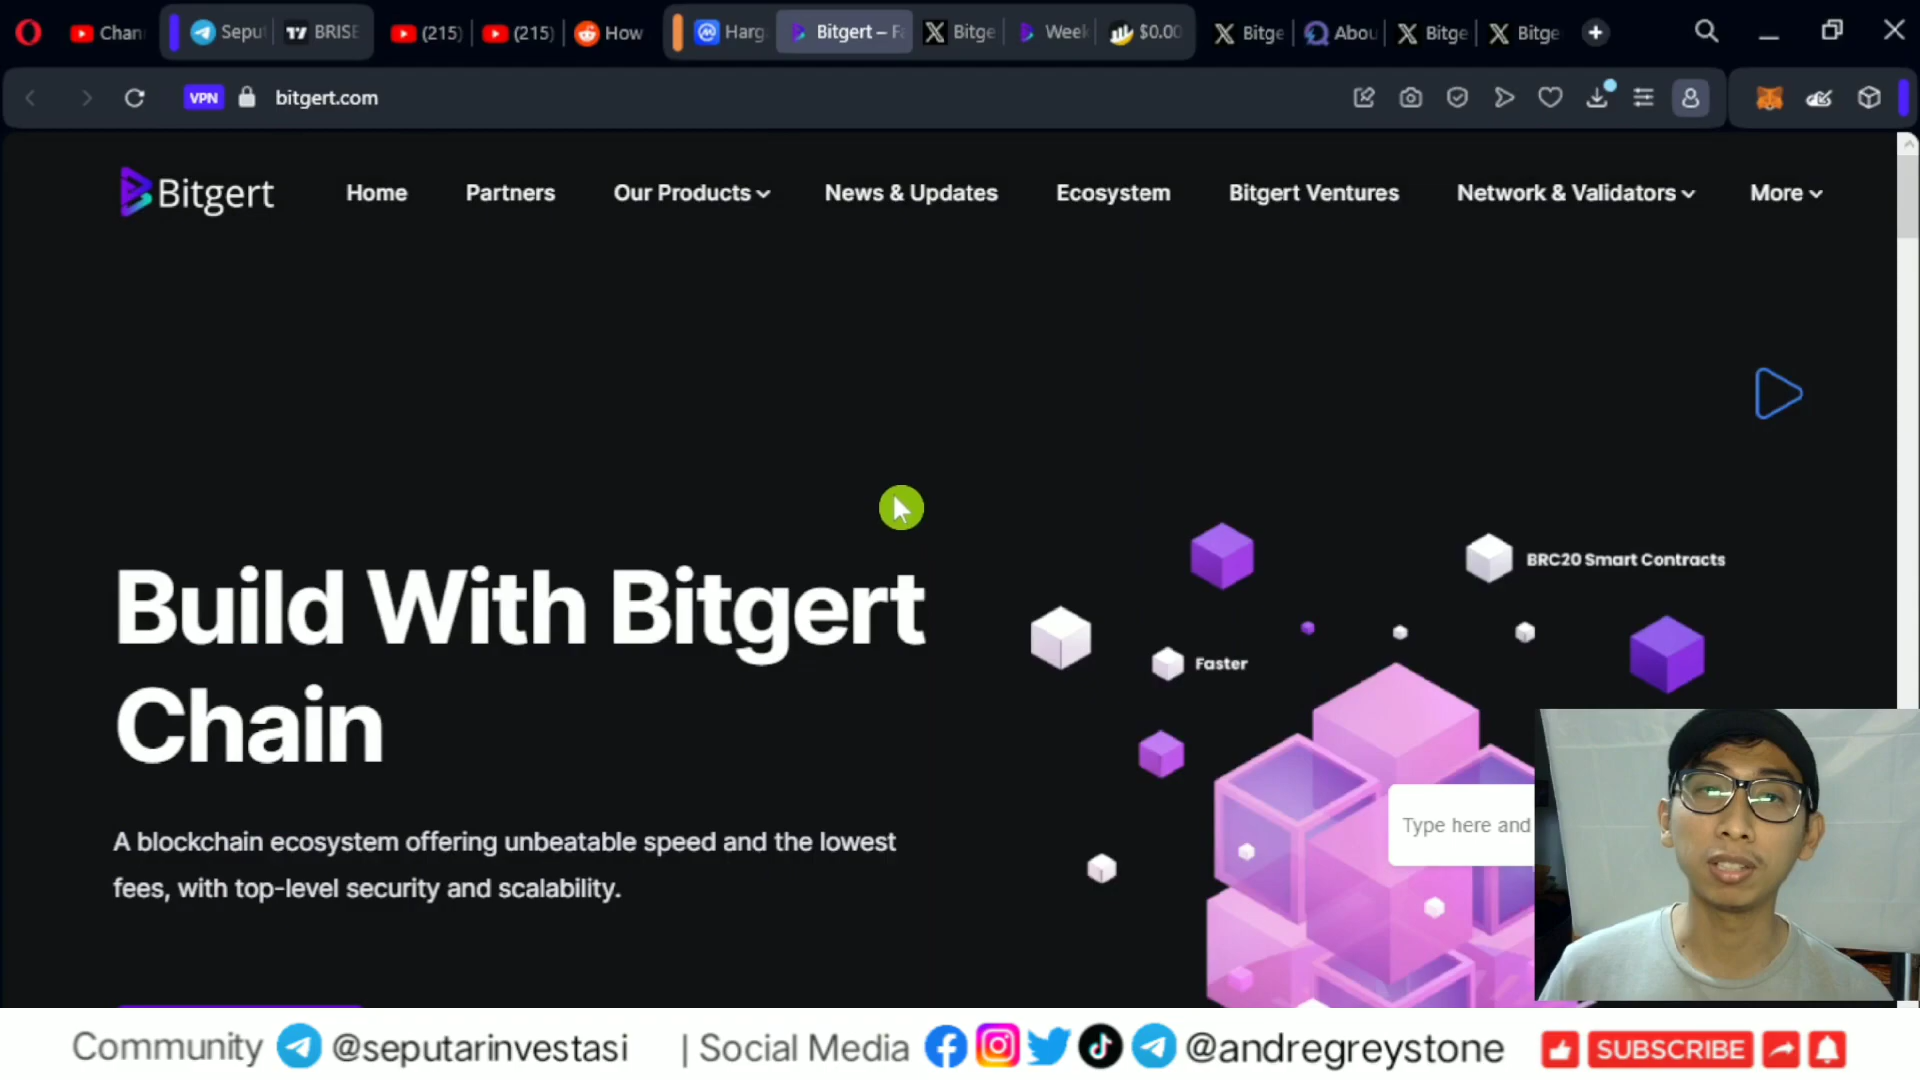 Chan
Seput
BRISE
(215)
(215)
How
Harg
Bitgert – Fa
Bitge
Week
$0.00
Bitge
Abou
Bitge
Bitge
VPN
bitgert.com
Bitgert
Home
Partners
Our Products
News & Updates
Ecosystem
Bitgert Ventures
Network & Validators
More
BRC20 Smart Contracts
Faster
Build With Bitgert
Chain
Type here and
A blockchain ecosystem offering unbeatable speed and the lowest
fees, with top-level security and scalability.
Community @seputarinvestasi | Social Media @andregreystone SUBSCRIBE